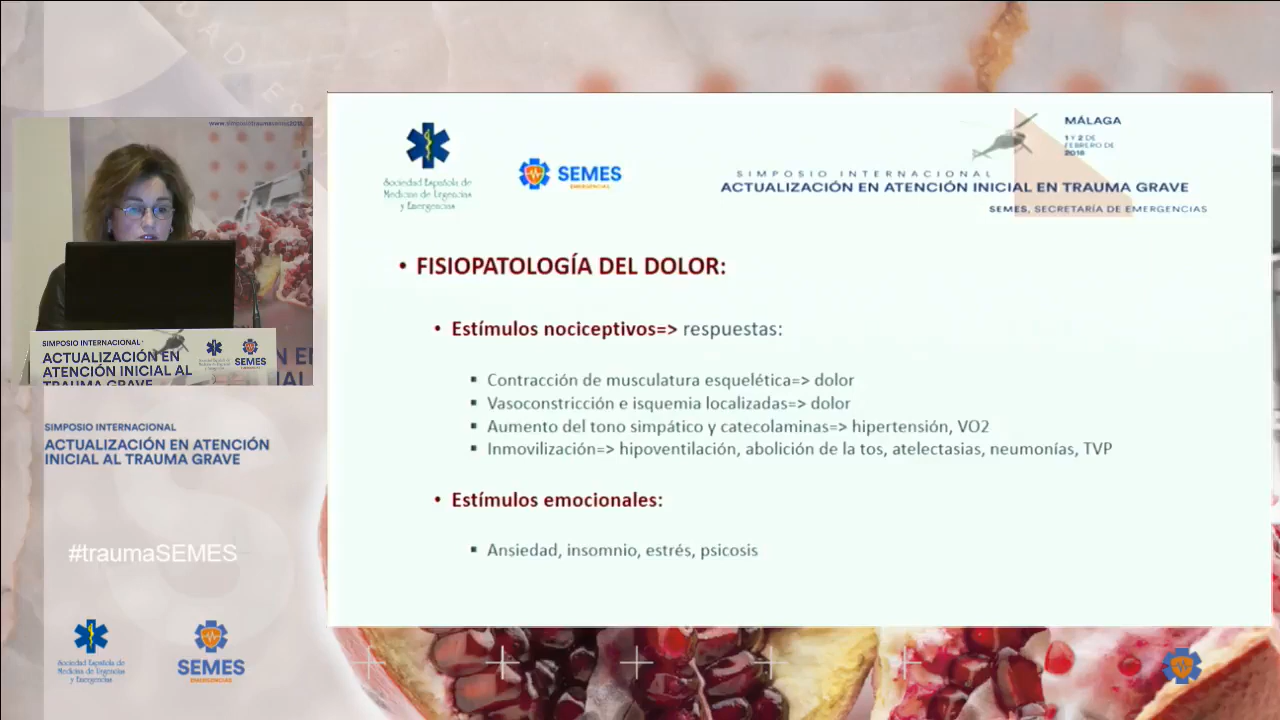 www.simposiotraumasemes2018.
SIMPOSIO INTERNACIONAL
ACTUALIZACIÓN EN
ATENCIÓN INICIAL AL
TRAUMA GRAVE
SEMES
SIMPOSIO INTERNACIONAL
ACTUALIZACIÓN EN ATENCIÓN
INICIAL AL TRAUMA GRAVE
#traumaSEMES
Sociedad Española de
Medicina de Urgencias
y Emergencias
SEMES
EMERGENCIAS
Sociedad Española de
Medicina de Urgencias
y Emergencias
SEMES
EMERGENCIAS
MÁLAGA
1 Y 2 DE
FEBRERO DE
2018
SIMPOSIO INTERNACIONAL
ACTUALIZACIÓN EN ATENCIÓN INICIAL EN TRAUMA GRAVE
SEMES, SECRETARÍA DE EMERGENCIAS
• FISIOPATOLOGÍA DEL DOLOR:
• Estímulos nociceptivos=> respuestas:
▪ Contracción de musculatura esquelética=> dolor
▪ Vasoconstricción e isquemia localizadas=> dolor
▪ Aumento del tono simpático y catecolaminas=> hipertensión, VO2
▪ Inmovilización=> hipoventilación, abolición de la tos, atelectasias, neumonías, TVP
• Estímulos emocionales:
▪ Ansiedad, insomnio, estrés, psicosis